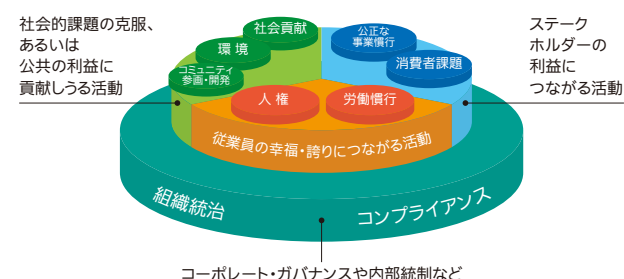 社会的課題の克服、
あるいは
公共の利益に
貢献しうる活動
社会貢献
環境
コミュニティ
参画・開発
公正な
事業慣行
消費者課題
ステーク
ホルダーの
利益に
つながる活動
人権
労働慣行
従業員の幸福・誇りにつながる活動
組織統治
コンプライアンス
コーポレート・ガバナンスや内部統制など